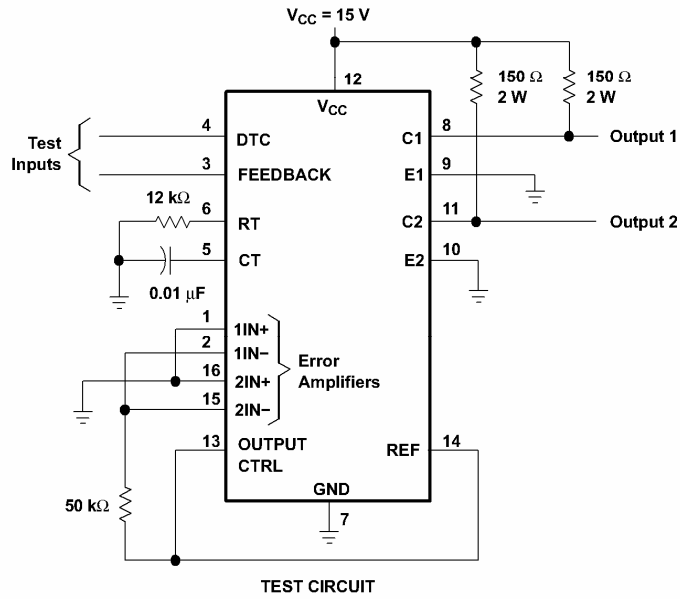 VCC = 15 V
12
VCC
150 Ω
2 W
150 Ω
2 W
Test
Inputs
4
DTC
3
FEEDBACK
12 kΩ
6
RT
5
CT
0.01 μF
1
1IN+
2
1IN−
16
2IN+
15
2IN−
Error
Amplifiers
13
OUTPUT
CTRL
50 kΩ
8
C1
Output 1
9
E1
11
C2
Output 2
10
E2
14
REF
GND
7
TEST CIRCUIT